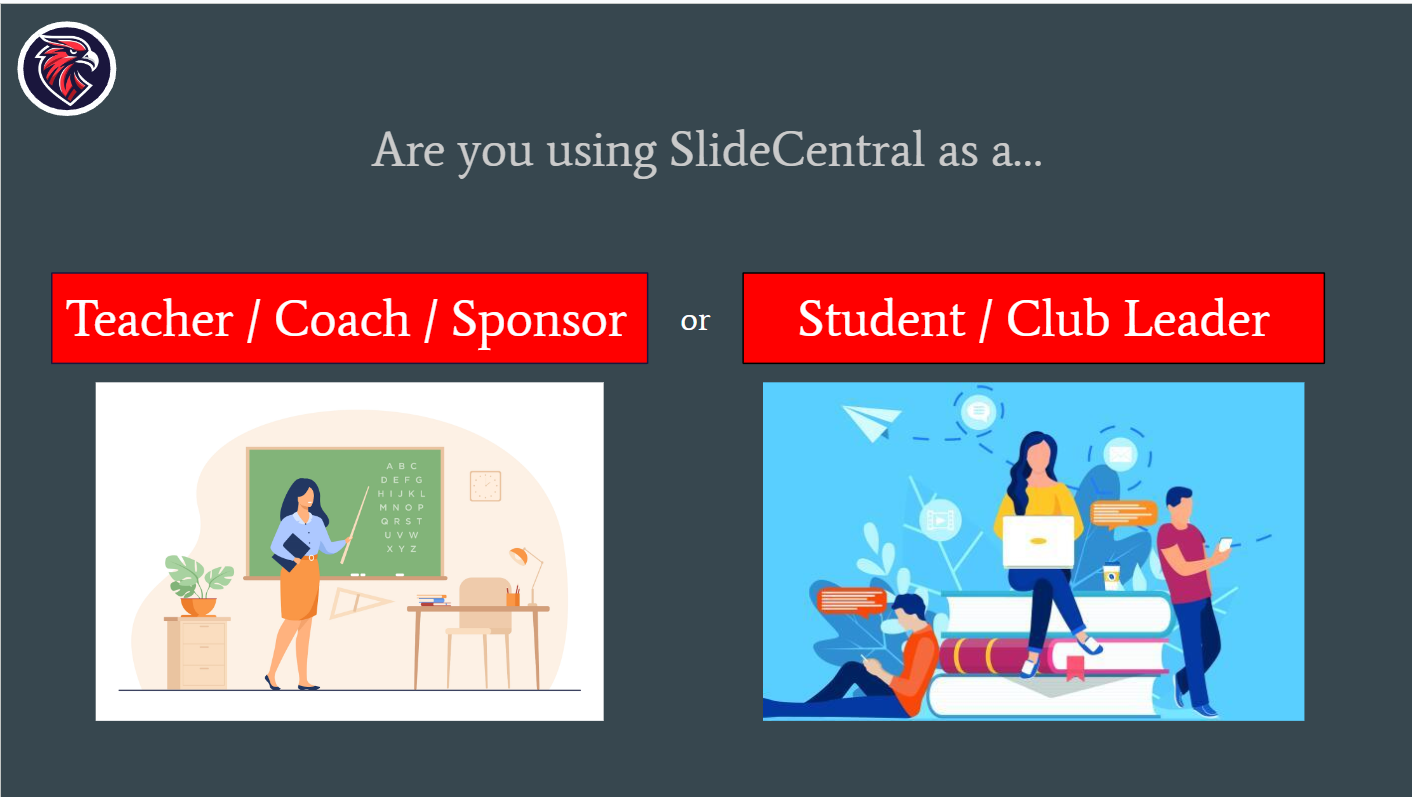 Are you using SlideCentral as a...
Teacher / Coach / Sponsor
or
Student / Club Leader
A B C
D E F G
H I J K L
M N O P
Q R S T
U V W
X Y Z